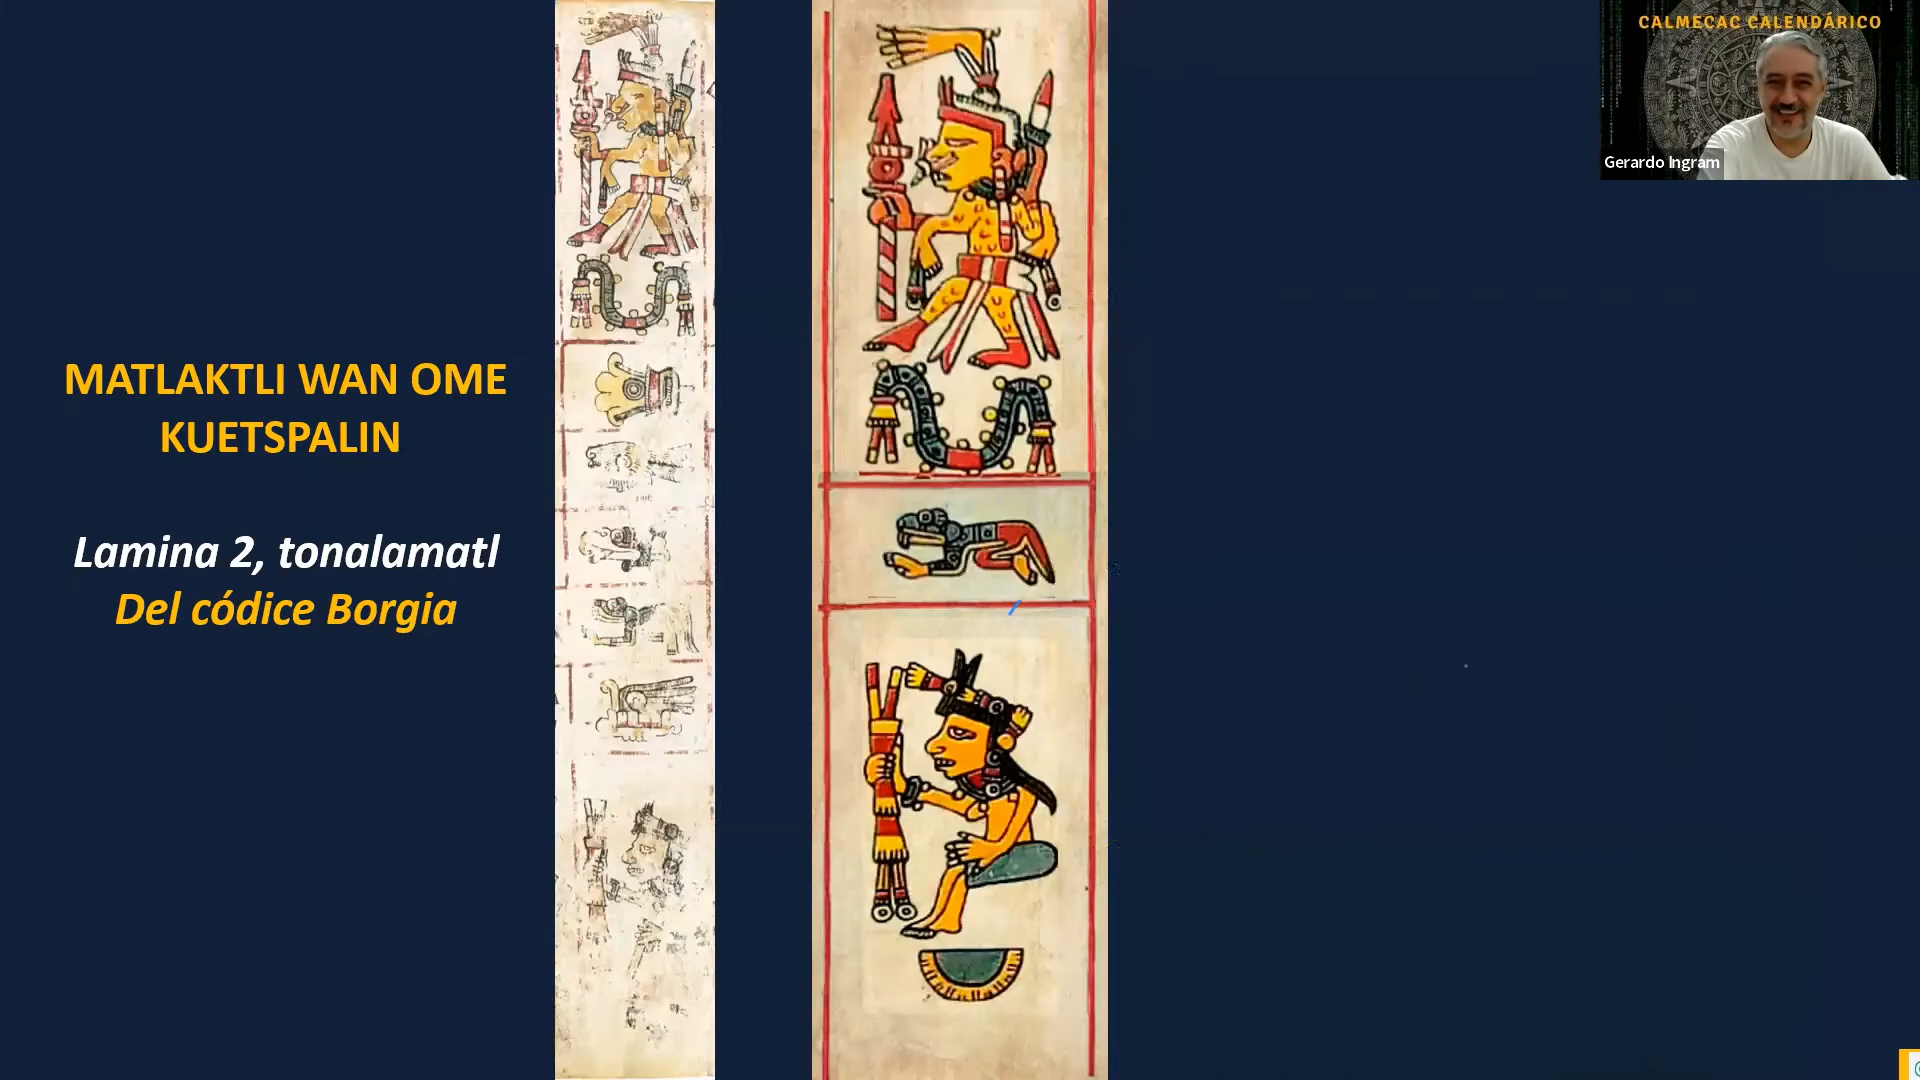 CALMECAC CALENDÁRICO
Gerardo Ingram
MATLAKTLI WAN OME
KUETSPALIN
Lamina 2, tonalamatl
Del códice Borgia